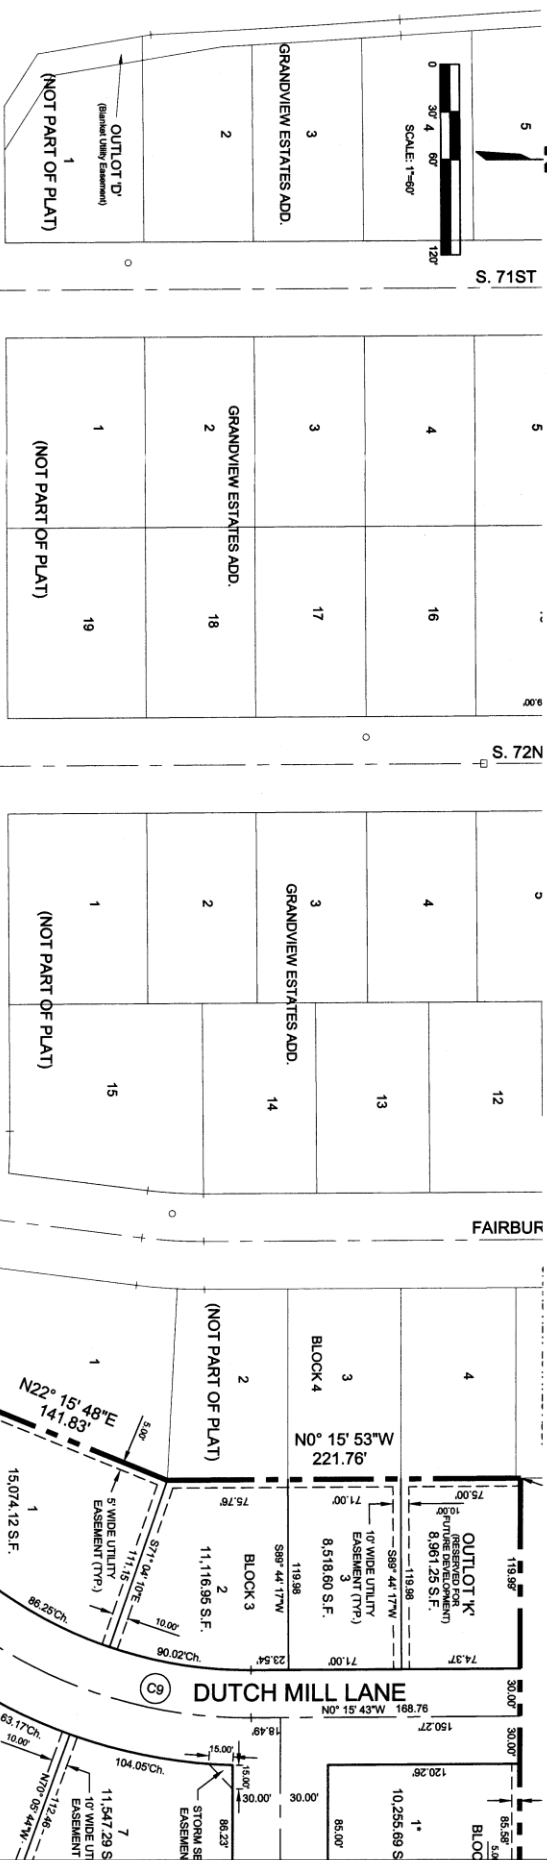 5
GRANDVIEW ESTATES ADD.
3
2
OUTLOT 'D'
(Blanket Utility Easement)
1
(NOT PART OF PLAT)
0
30'
60'
120'
4
SCALE: 1"=60'
S. 71ST
1
2
3
4
5
GRANDVIEW ESTATES ADD.
(NOT PART OF PLAT)
19
18
17
16
S. 72N
1
2
3
4
5
GRANDVIEW ESTATES ADD.
(NOT PART OF PLAT)
15
14
13
12
FAIRBUR
1
(NOT PART OF PLAT)
2
BLOCK 4
3
4
N22° 15' 48"E
141.83'
N0° 15' 53"W
221.76'
5.00'
1
15,074.12 S.F.
5' WIDE UTILITY
EASEMENT (TYP.)
111.15
S71° 04' 10"E
10.00'
86.25'Ch.
75.76'
BLOCK 3
2
11,116.95 S.F.
S89° 44' 17"W
119.98
23.54'
90.02'Ch.
71.00'
10' WIDE UTILITY
EASEMENT (TYP.)
3
8,518.60 S.F.
71.00'
S89° 44' 17"W
119.98
75.00'
10.00'
OUTLOT 'K'
(RESERVED FOR
FUTURE DEVELOPMENT)
8,961.25 S.F.
74.37'
119.99'
30.00'
C9
DUTCH MILL LANE
N0° 15' 43"W 168.76
18.49'
150.27'
30.00'
63.17'Ch.
10.00'
104.05'Ch.
15.00'
15.00'
30.00'
30.00'
120.26'
N70° 05' 44"W
112.46'
10' WIDE UTI
EASEMENT
7
11,547.29 S
STORM SE
EASEMEN
86.23'
85.00'
1*
10,255.69 S
BLOC
85.58'
5.00